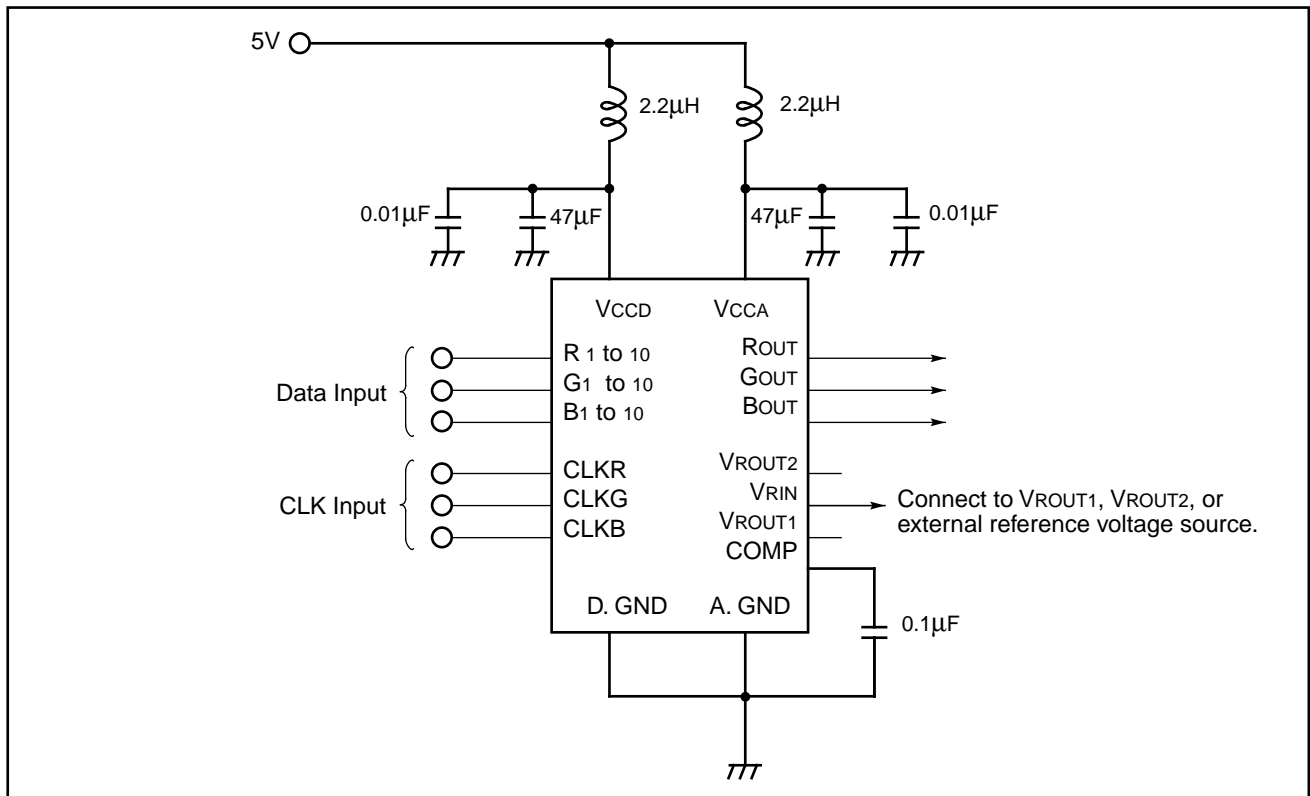 5V
2.2µH
2.2µH
0.01µF
47µF
47µF
0.01µF
VCCD
VCCA
Data Input
R 1 to 10
G1 to 10
B1 to 10
ROUT
GOUT
BOUT
CLK Input
CLKR
CLKG
CLKB
VROUT2
VRIN
VROUT1
COMP
Connect to VROUT1, VROUT2, or
external reference voltage source.
D. GND
A. GND
0.1µF